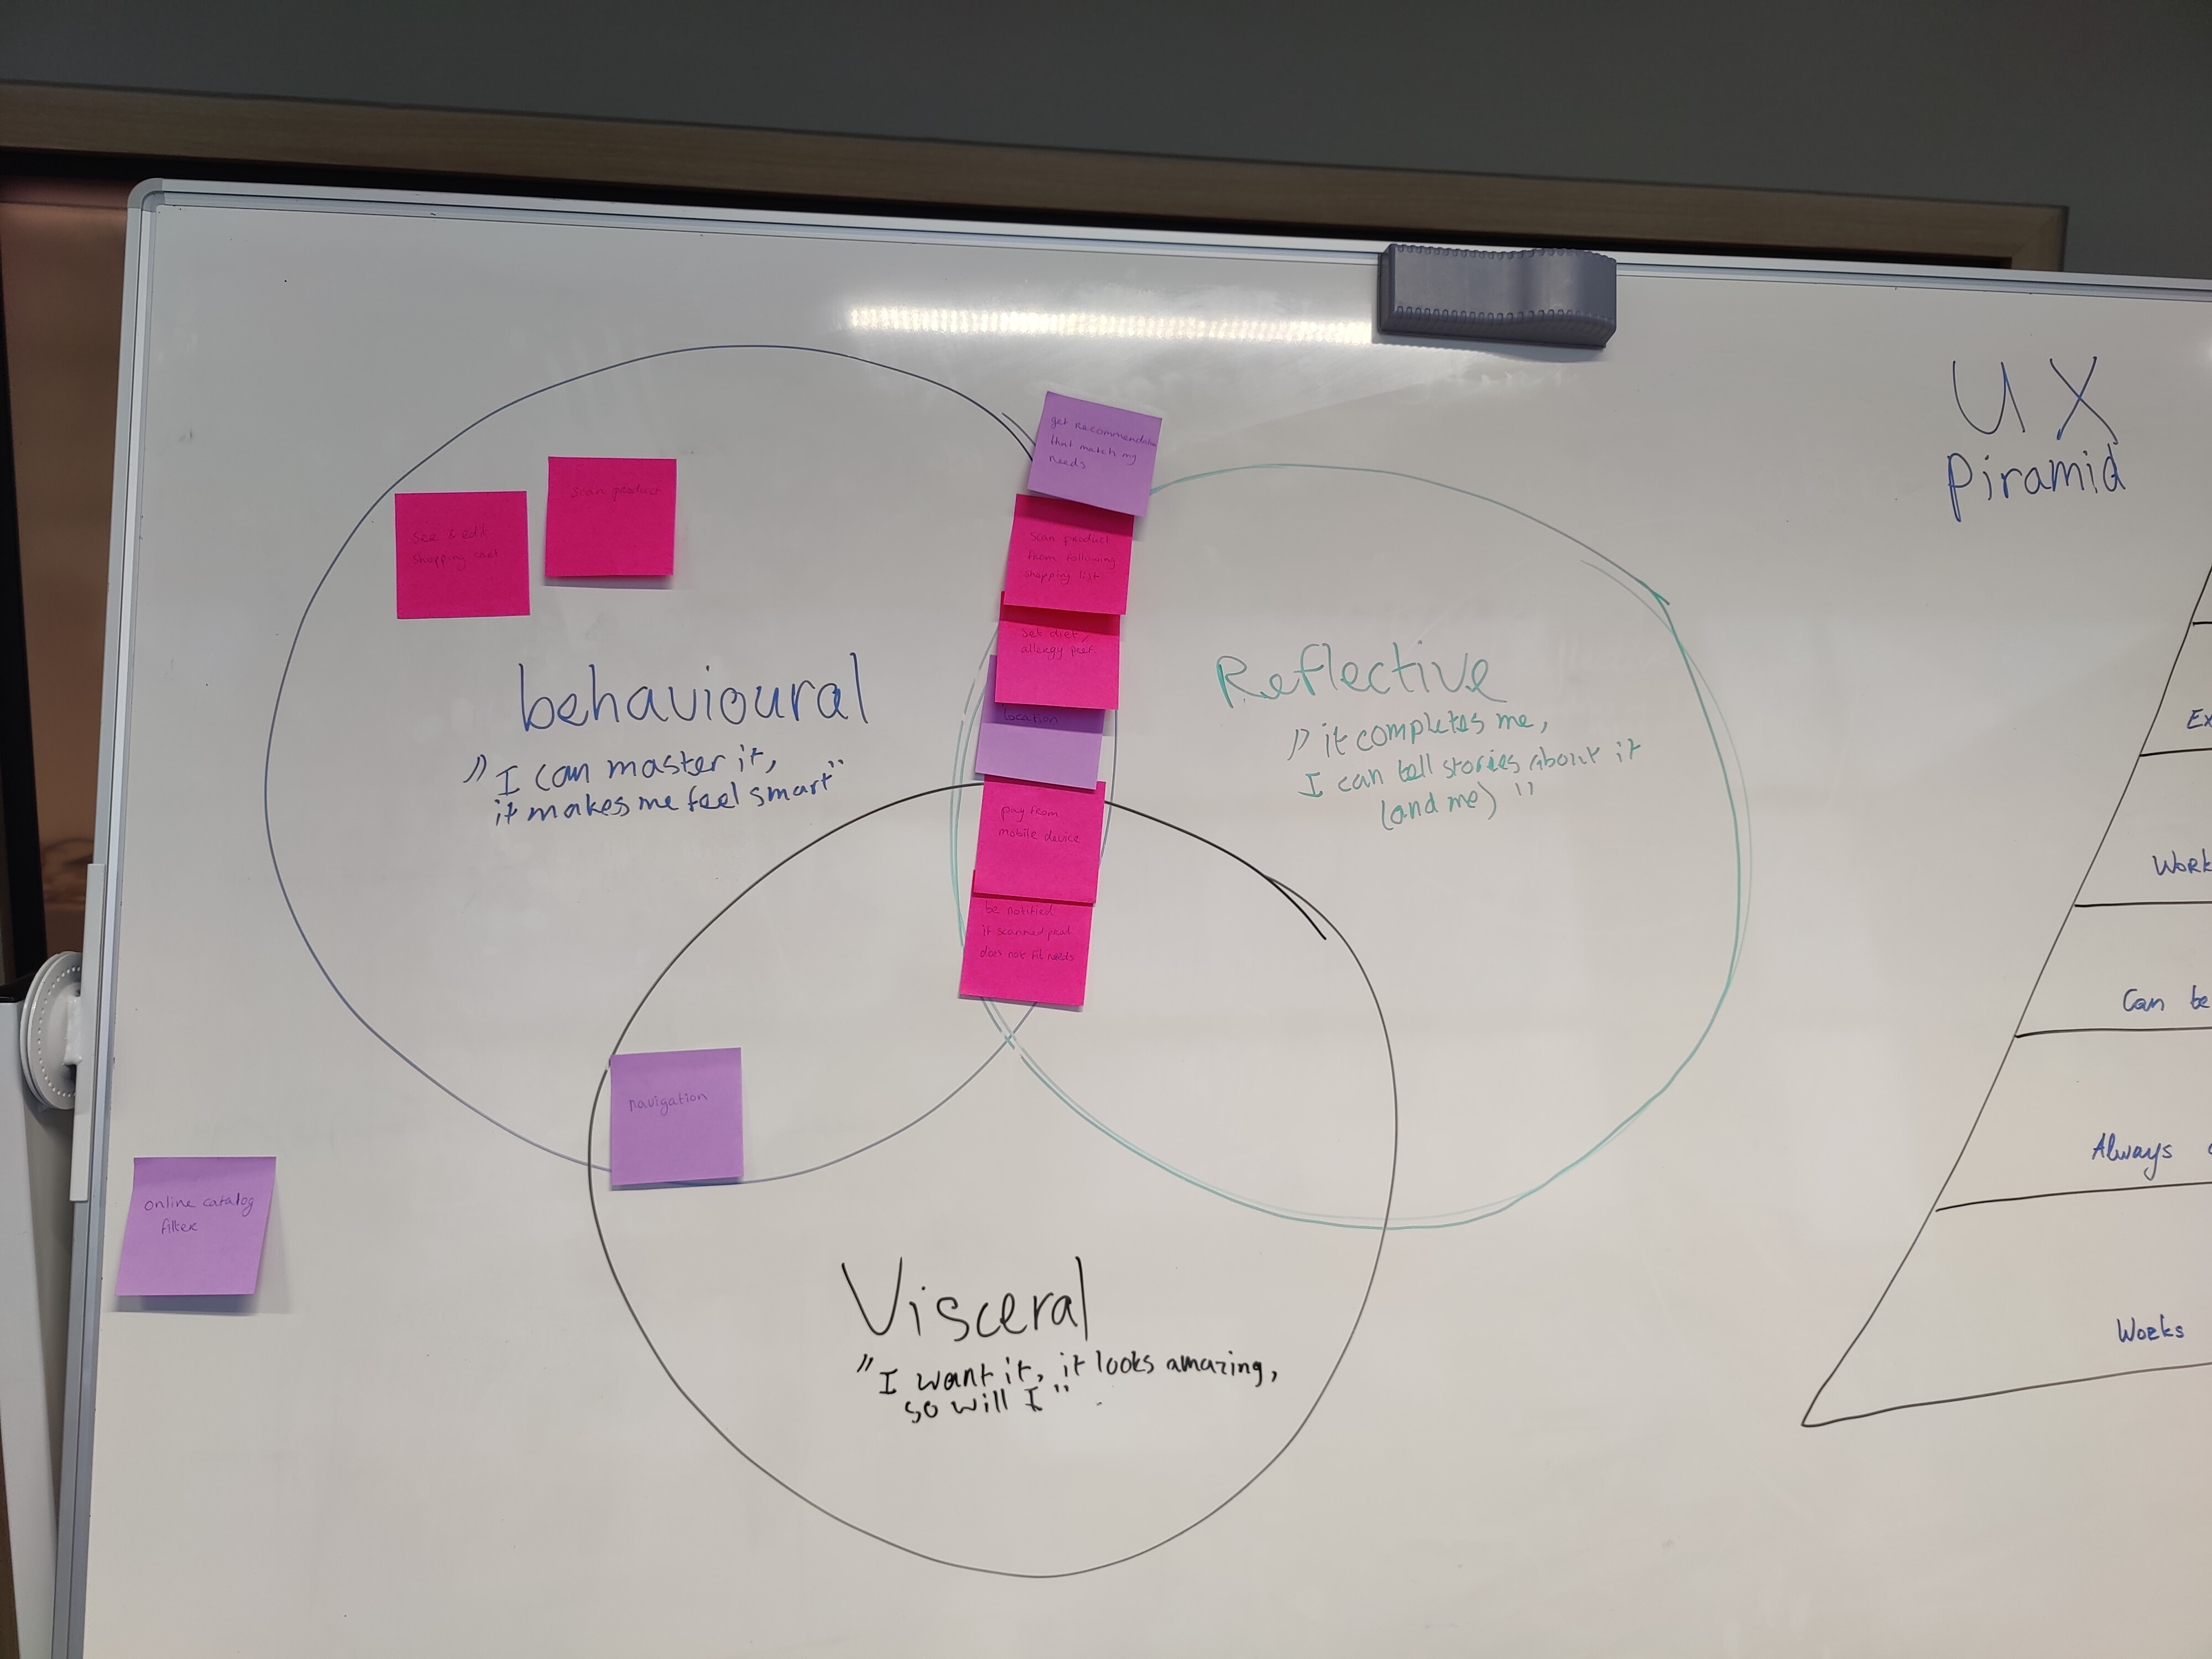 get recommendation
that match my
needs
scan product
see & edit
shopping cart
scan product
from following
shopping list
set diet/
allergy pref.
location
pay from
mobile device
be notified
if scanned prod
does not fit needs
behavioural
" I can master it,
it makes me feel smart"
Reflective
" it completes me,
I can tell stories about it
(and me) "
navigation
online catalog
filter
Visceral
" I want it, it looks amazing,
so will I "
UX
Piramid
Ex
Work
Can be
Always
Works